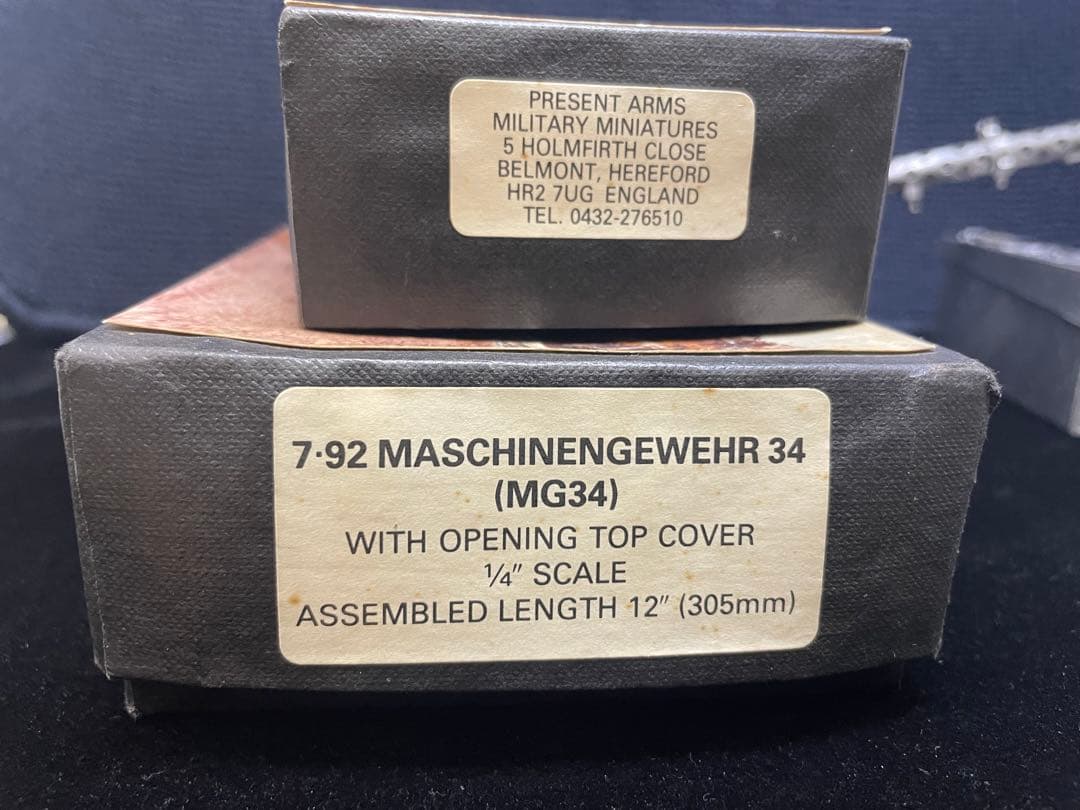 PRESENT ARMS
MILITARY MINIATURES
5 HOLMFIRTH CLOSE
BELMONT, HEREFORD
HR2 7UG ENGLAND
TEL. 0432-276510
7·92 MASCHINENGEWEHR 34
(MG34)
WITH OPENING TOP COVER
¼" SCALE
ASSEMBLED LENGTH 12" (305mm)